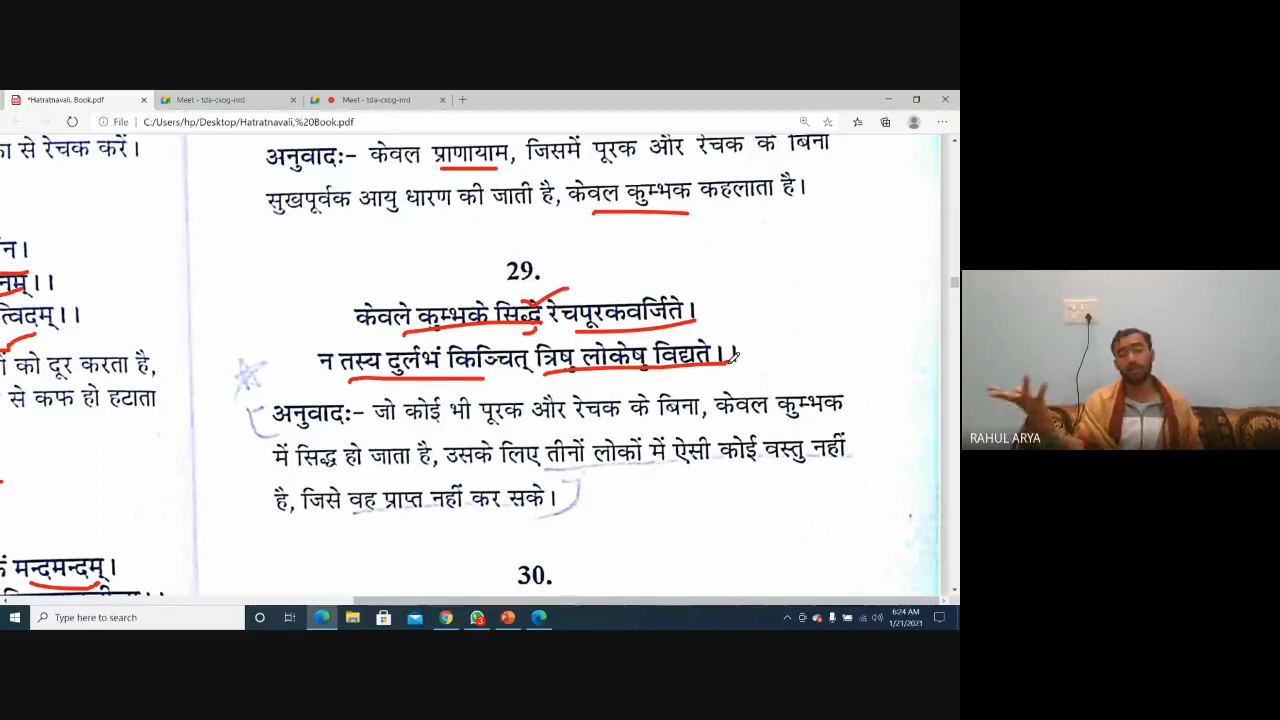 *Hatratnavali, Book.pdf
Meet - tda-cxog-nrd
Meet - tda-cxog-nrd
File
C:/Users/hp/Desktop/Hatratnavali,%20Book.pdf
से रेचक करें।
अनुवादः- केवल प्राणायाम, जिसमें पूरक और रेचक के बिना
सुखपूर्वक आयु धारण की जाती है, केवल कुम्भक कहलाता है।
29.
केवले कुम्भके सिद्धे रेचपूरकवर्जिते।
न तस्य दुर्लभं किञ्चित् त्रिषु लोकेषु विद्यते।।
को दूर करता है,
से कफ हो हटाता
अनुवादः- जो कोई भी पूरक और रेचक के बिना, केवल कुम्भक
में सिद्ध हो जाता है, उसके लिए तीनों लोकों में ऐसी कोई वस्तु नहीं
है, जिसे वह प्राप्त नहीं कर सके।
मन्दमन्दम्।
30.
RAHUL ARYA
Type here to search
3
6:24 AM
1/21/2021